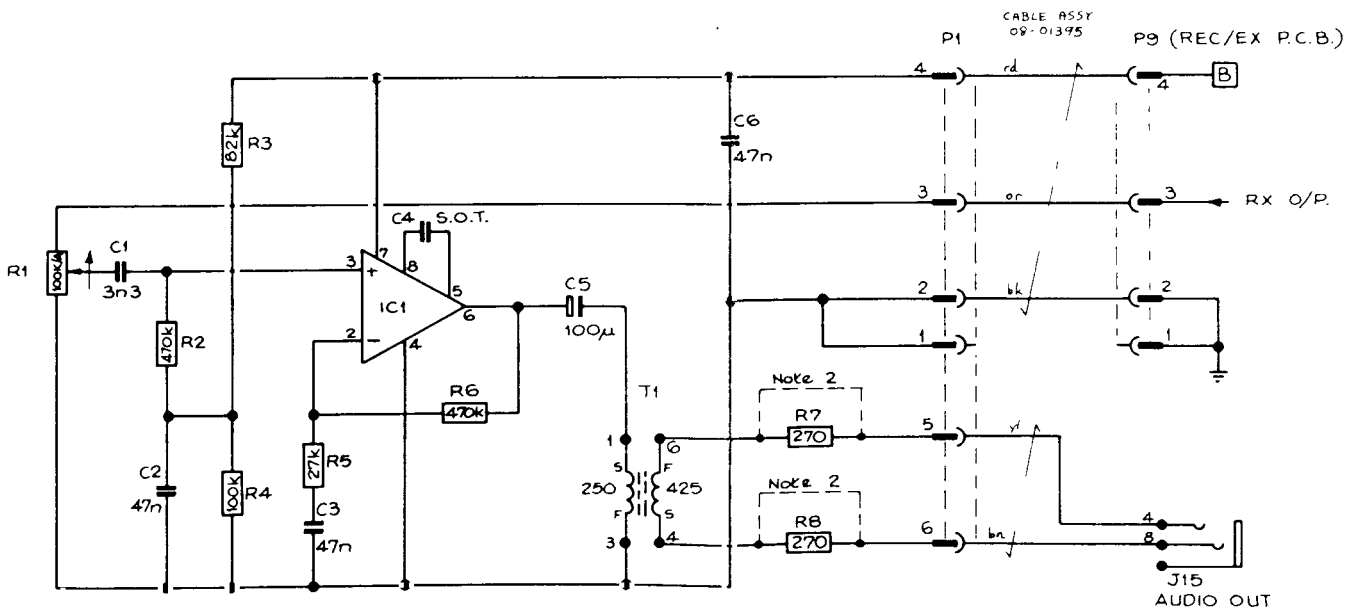 CABLE ASSY
08-01395
P1
P9 (REC/EX P.C.B.)
4
rd
4
B
C6
47n
82k
R3
3
or
3
RX O/P.
C4
S.O.T.
7
8
5
R1
100K/A
C1
3n3
3
+
IC1
6
C5
100µ
2
bk
2
470k
R2
2
-
4
1
1
R6
470k
T1
Note 2
R7
270
5
yl
1
6
27k
R5
S
F
250
425
F
S
C2
47n
100k
R4
C3
47n
Note 2
R8
270
6
bn
4
8
3
4
J15
AUDIO OUT